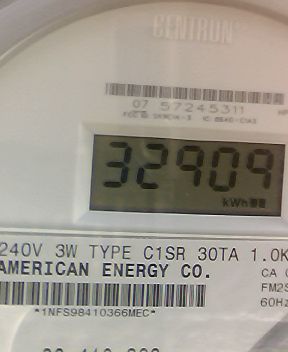 CENTRON
07 57245311
32909
kWh
240V 3W TYPE C1SR 30TA 1.0K
AMERICAN ENERGY CO.
CA
FM2S
60Hz
*1NFS98410366MEC*